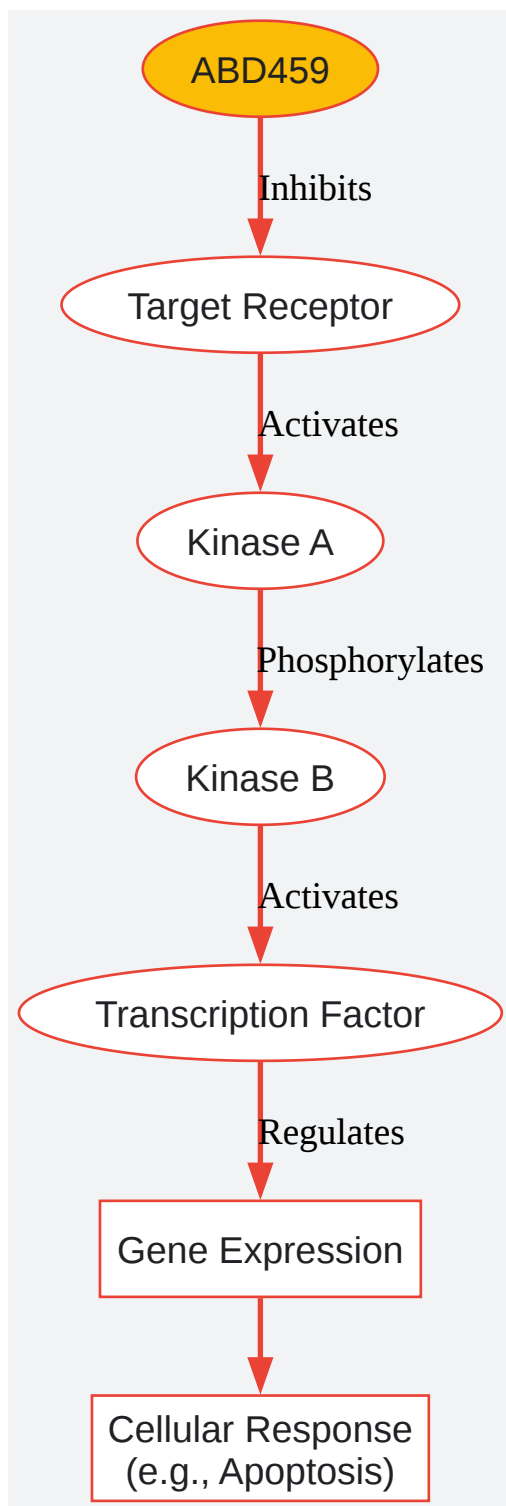 ABD459
Inhibits
Target Receptor
Activates
Kinase A
Phosphorylates
Kinase B
Activates
Transcription Factor
Regulates
Gene Expression
Cellular Response
(e.g., Apoptosis)